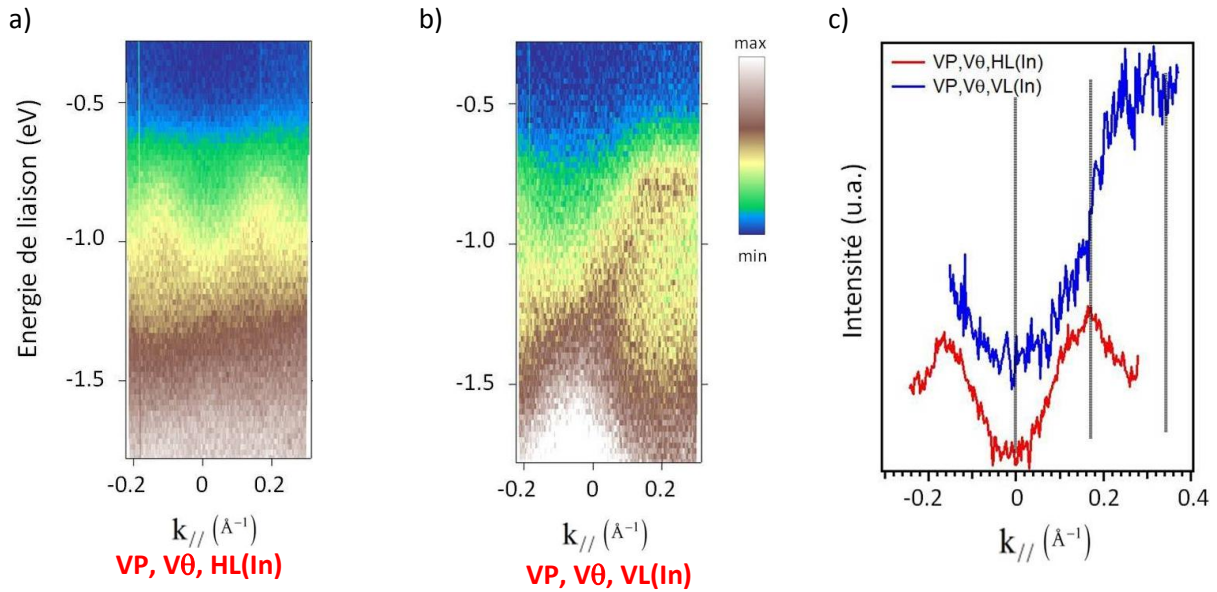 a)
b)
c)
Energie de liaison (eV)
-0.5
-1.0
-1.5
-0.2
0
0.2
k// (Å⁻¹)
VP, Vθ, HL(In)
-0.5
-1.0
-1.5
-0.2
0
0.2
k// (Å⁻¹)
VP, Vθ, VL(In)
max
min
Intensité (u.a.)
VP,Vθ,HL(In)
VP,Vθ,VL(In)
-0.2
0
0.2
0.4
k// (Å⁻¹)